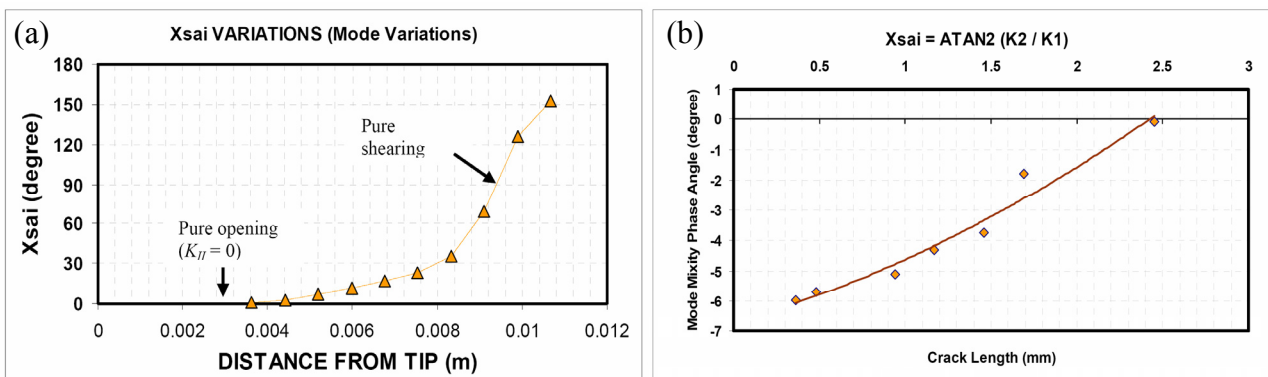 (a)
Xsai VARIATIONS (Mode Variations)
Xsai (degree)
180
150
120
90
60
30
0
Pure
shearing
Pure opening
(K_II = 0)
0 0.002 0.004 0.006 0.008 0.01 0.012
DISTANCE FROM TIP (m)
(b)
Xsai = ATAN2 (K2 / K1)
0 0.5 1 1.5 2 2.5 3
Mode Mixity Phase Angle (degree)
1
0
-1
-2
-3
-4
-5
-6
-7
Crack Length (mm)